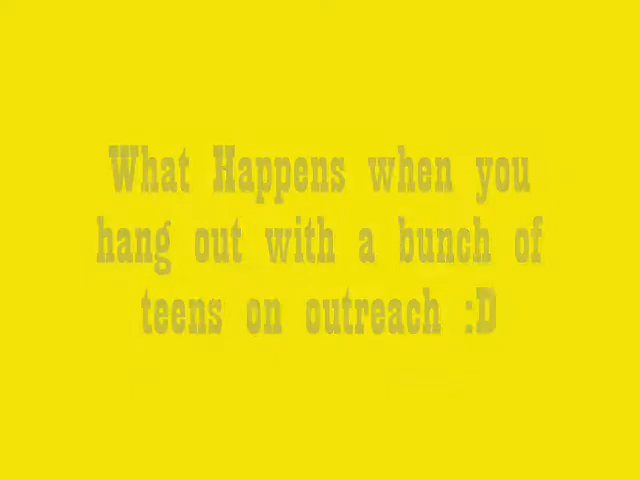 What Happens when you
hang out with a bunch of
teens on outreach :D